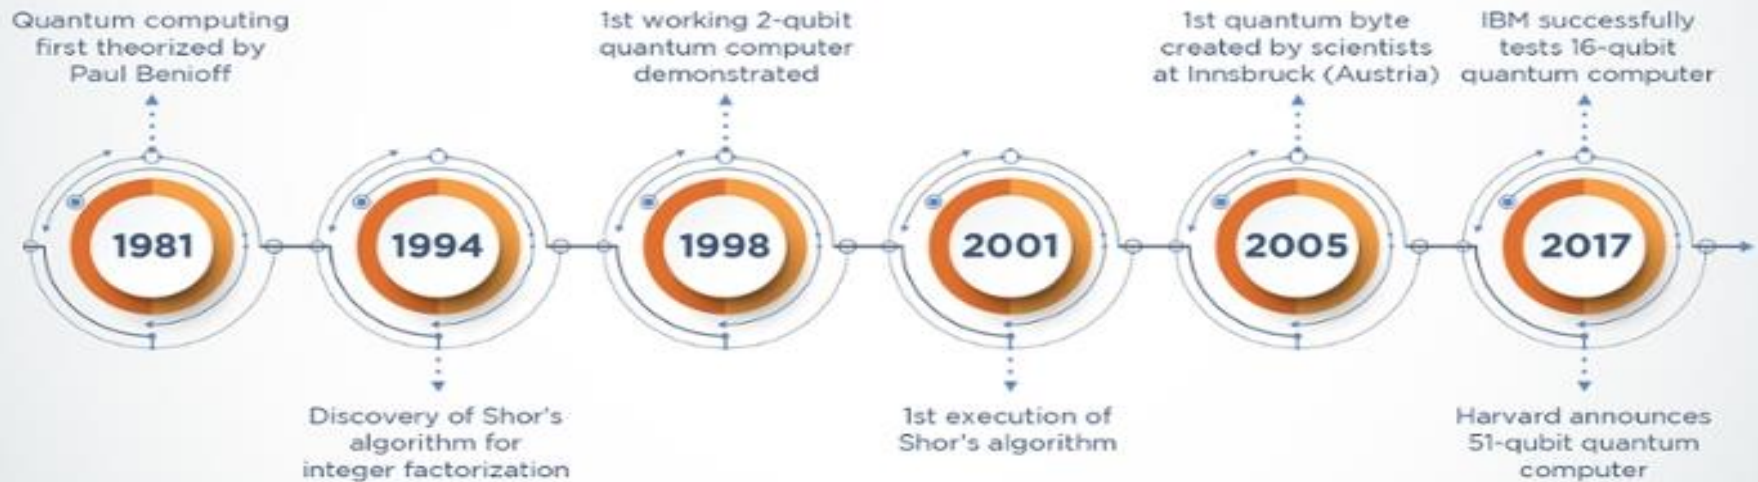 Quantum computing
first theorized by
Paul Benioff
1st working 2-qubit
quantum computer
demonstrated
1st quantum byte
created by scientists
at Innsbruck (Austria)
IBM successfully
tests 16-qubit
quantum computer
1981
1994
1998
2001
2005
2017
Discovery of Shor's
algorithm for
integer factorization
1st execution of
Shor's algorithm
Harvard announces
51-qubit quantum
computer